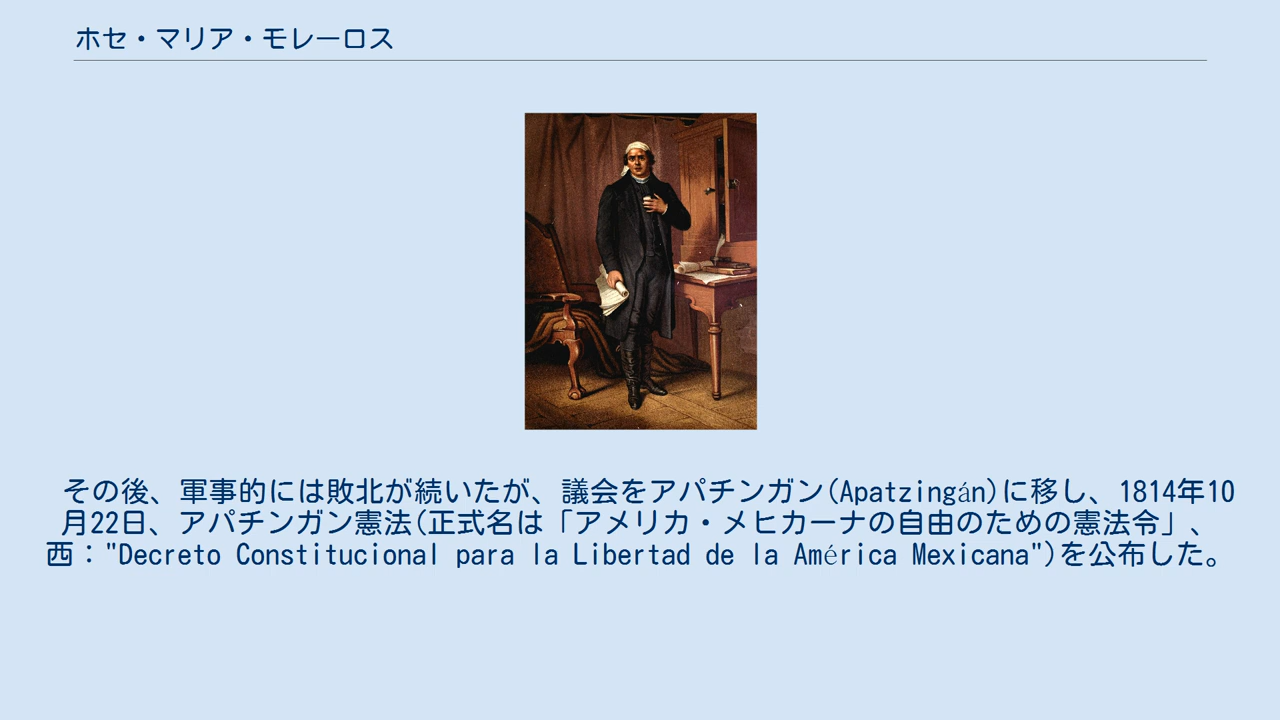 ホセ・マリア・モレーロス
その後、軍事的には敗北が続いたが、議会をアパチンガン(Apatzingán)に移し、1814年10
月22日、アパチンガン憲法(正式名は「アメリカ・メヒカーナの自由のための憲法令」、
西："Decreto Constitucional para la Libertad de la América Mexicana")を公布した。